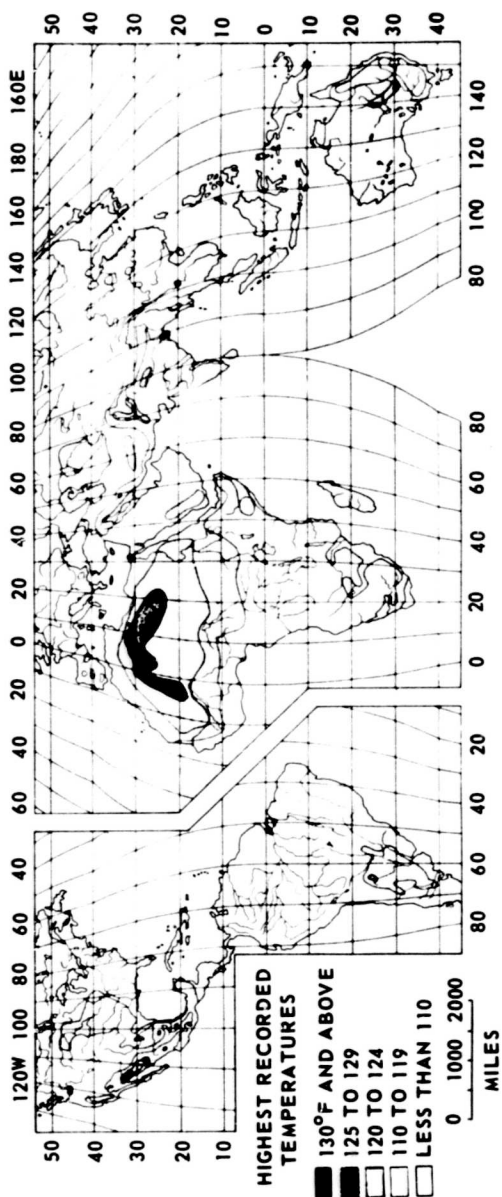 120W 100 80 60 40 60 40 20 0 20 40 60 80 100 120 140 160 180 160E
50 50
40 40
30 30
20 20
10 10
0
10
20
30
40
HIGHEST RECORDED
TEMPERATURES
130°F AND ABOVE
125 TO 129
120 TO 124
110 TO 119
LESS THAN 110
0 1000 2000
MILES
80 60 40 20 0 20 40 60 80 80 100 120 140